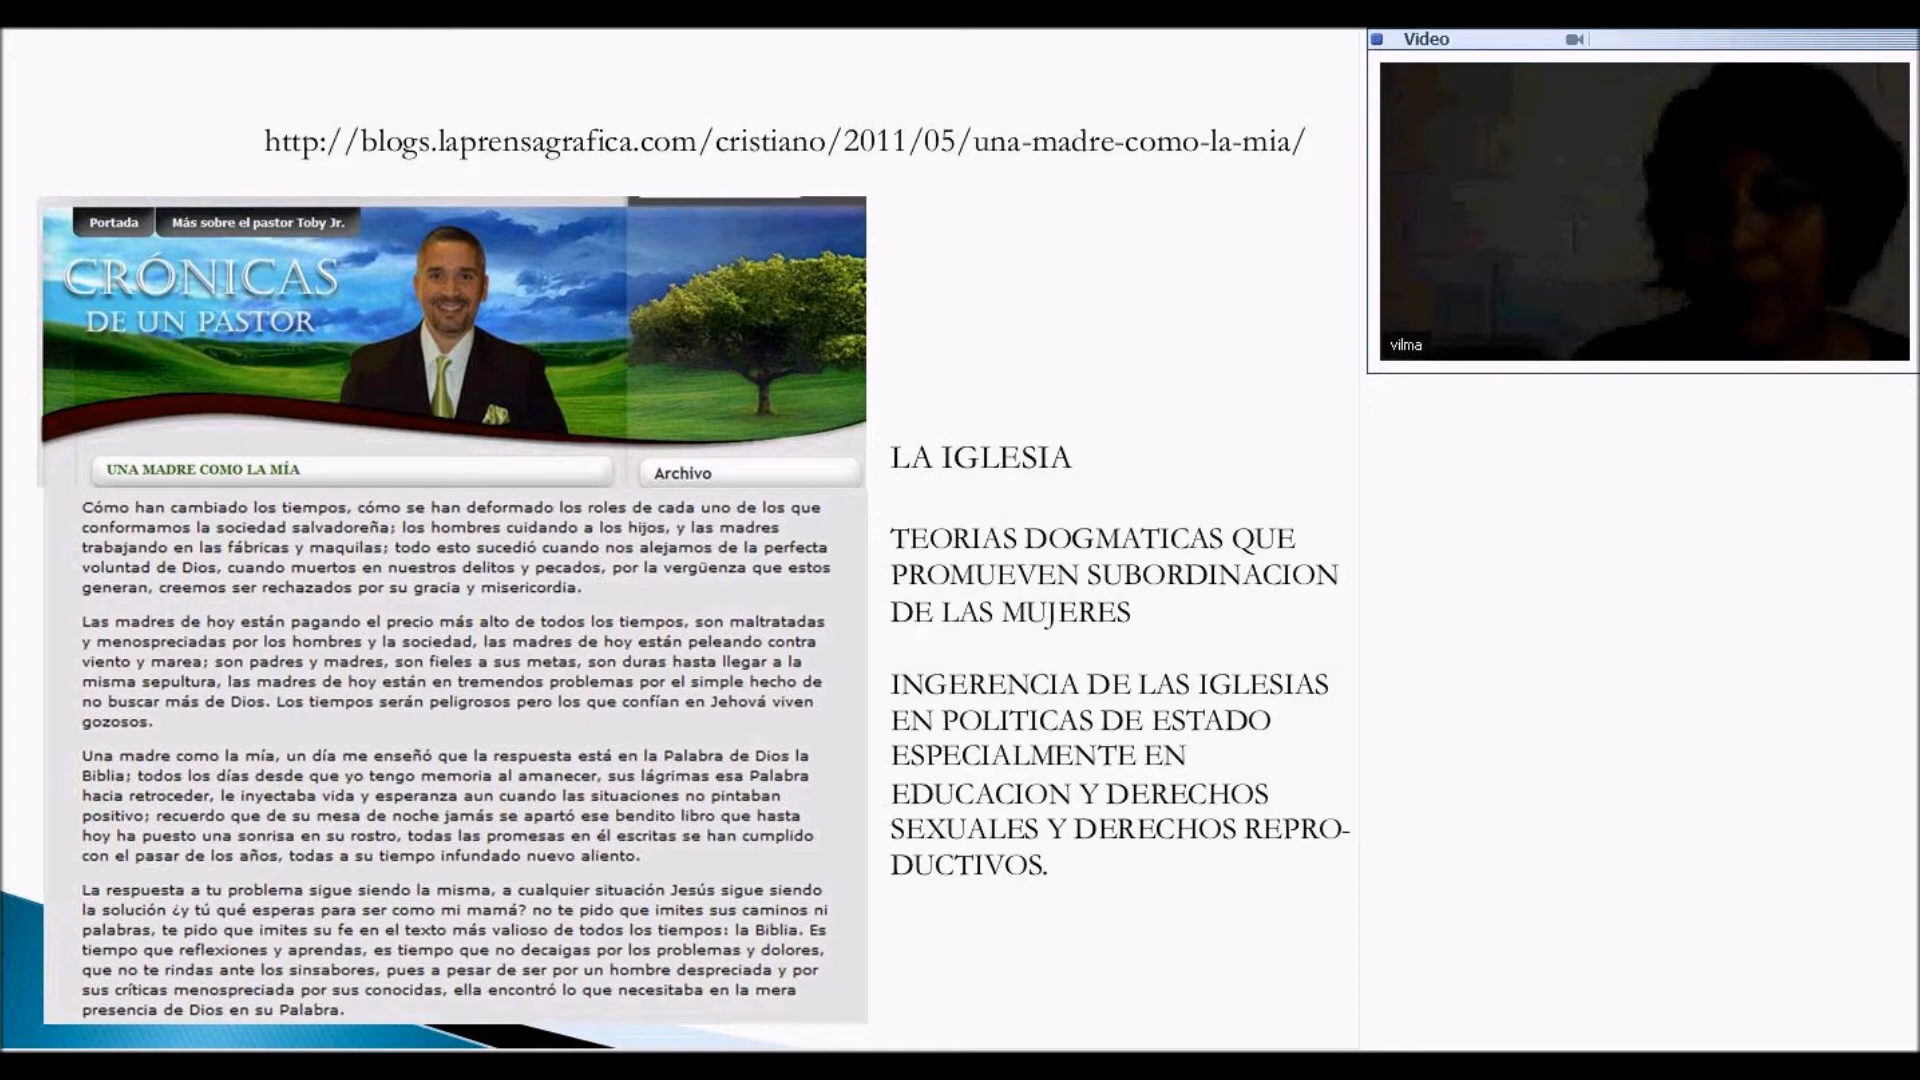 Video
http://blogs.laprensagrafica.com/cristiano/2011/05/una-madre-como-la-mia/
Portada
Más sobre el pastor Toby Jr.
CRÓNICAS
DE UN PASTOR
vilma
UNA MADRE COMO LA MÍA
Archivo
Cómo han cambiado los tiempos, cómo se han deformado los roles de cada uno de los que
conformamos la sociedad salvadoreña; los hombres cuidando a los hijos, y las madres
trabajando en las fábricas y maquilas; todo esto sucedió cuando nos alejamos de la perfecta
voluntad de Dios, cuando muertos en nuestros delitos y pecados, por la vergüenza que estos
generan, creemos ser rechazados por su gracia y misericordia.
Las madres de hoy están pagando el precio más alto de todos los tiempos, son maltratadas
y menospreciadas por los hombres y la sociedad, las madres de hoy están peleando contra
viento y marea; son padres y madres, son fieles a sus metas, son duras hasta llegar a la
misma sepultura, las madres de hoy están en tremendos problemas por el simple hecho de
no buscar más de Dios. Los tiempos serán peligrosos pero los que confían en Jehová viven
gozosos.
Una madre como la mía, un día me enseñó que la respuesta está en la Palabra de Dios la
Biblia; todos los días desde que yo tengo memoria al amanecer, sus lágrimas esa Palabra
hacia retroceder, le inyectaba vida y esperanza aun cuando las situaciones no pintaban
positivo; recuerdo que de su mesa de noche jamás se apartó ese bendito libro que hasta
hoy ha puesto una sonrisa en su rostro, todas las promesas en él escritas se han cumplido
con el pasar de los años, todas a su tiempo infundado nuevo aliento.
La respuesta a tu problema sigue siendo la misma, a cualquier situación Jesús sigue siendo
la solución ¿y tú qué esperas para ser como mi mamá? no te pido que imites sus caminos ni
palabras, te pido que imites su fe en el texto más valioso de todos los tiempos: la Biblia. Es
tiempo que reflexiones y aprendas, es tiempo que no decaigas por los problemas y dolores,
que no te rindas ante los sinsabores, pues a pesar de ser por un hombre despreciada y por
sus críticas menospreciada por sus conocidas, ella encontró lo que necesitaba en la mera
presencia de Dios en su Palabra.
LA IGLESIA
TEORIAS DOGMATICAS QUE
PROMUEVEN SUBORDINACION
DE LAS MUJERES
INGERENCIA DE LAS IGLESIAS
EN POLITICAS DE ESTADO
ESPECIALMENTE EN
EDUCACION Y DERECHOS
SEXUALES Y DERECHOS REPRO-
DUCTIVOS.